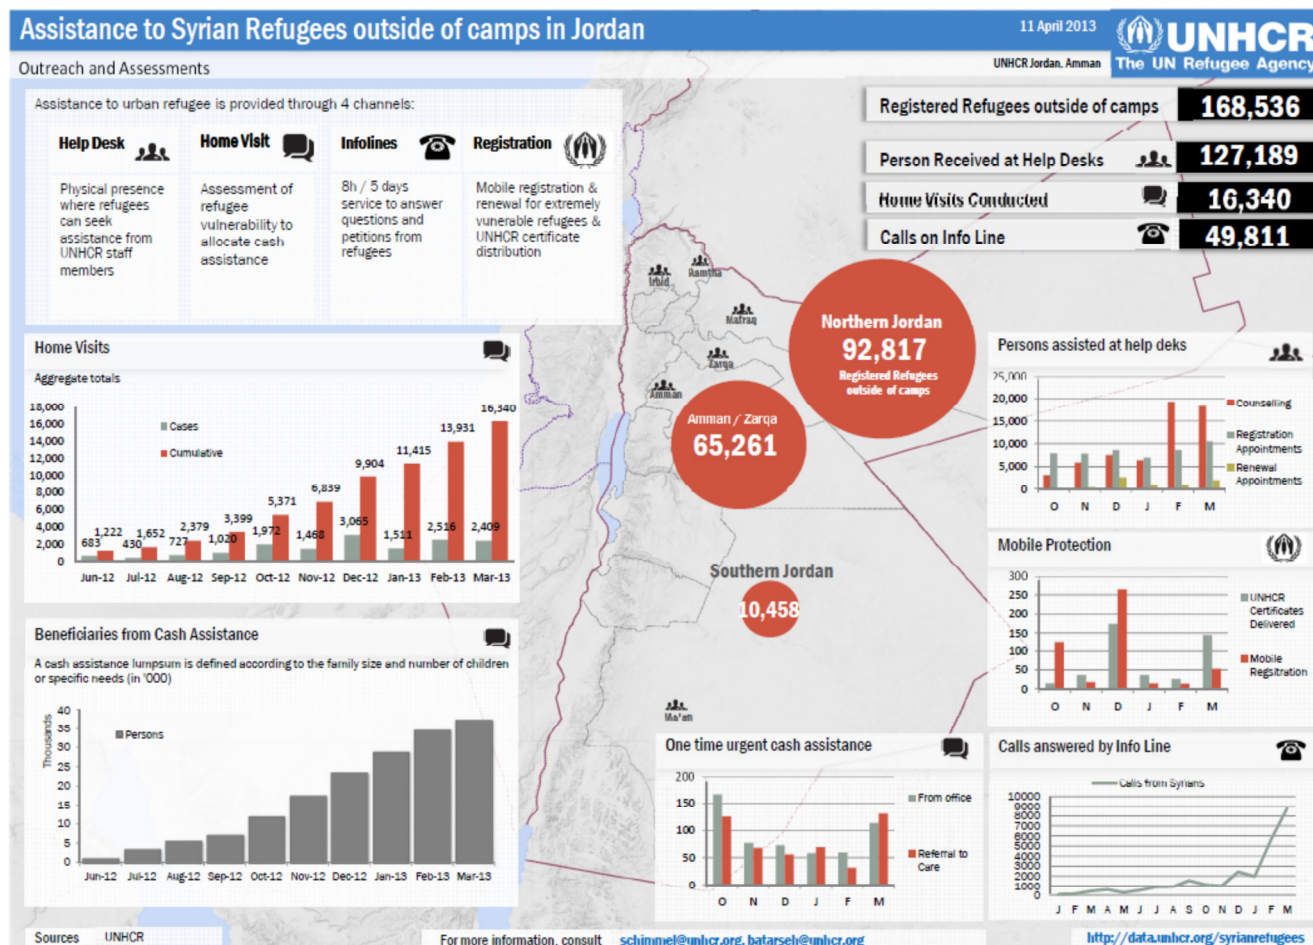 Assistance to Syrian Refugees outside of camps in Jordan
11 April 2013
UNHCR Jordan, Amman
UNHCR
The UN Refugee Agency
Outreach and Assessments
Assistance to urban refugee is provided through 4 channels:
Help Desk
Physical presence
where refugees
can seek
assistance from
UNHCR staff
members
Home Visit
Assessment of
refugee
vulnerability to
allocate cash
assistance
Infolines
8h / 5 days
service to answer
questions and
petitions from
refugees
Registration
Mobile registration &
renewal for extremely
vunerable refugees &
UNHCR certificate
distribution
Registered Refugees outside of camps 168,536
Person Received at Help Desks 127,189
Home Visits Conducted 16,340
Calls on Info Line 49,811
Irbid
Ramtha
Mafraq
Zarqa
Amman
Ma'an
Northern Jordan
92,817
Registered Refugees
outside of camps
Amman / Zarqa
65,261
Southern Jordan
10,458
Home Visits
Aggregate totals
18,000
16,000
14,000
12,000
10,000
8,000
6,000
4,000
2,000
0
Cases
Cumulative
683 430 727 1,020 1,972 1,468 3,065 1,511 2,516 2,409
1,222 1,652 2,379 3,399 5,371 6,839 9,904 11,415 13,931 16,340
Jun-12 Jul-12 Aug-12 Sep-12 Oct-12 Nov-12 Dec-12 Jan-13 Feb-13 Mar-13
Beneficiaries from Cash Assistance
A cash assistance lumpsum is defined according to the family size and number of children
or specific needs (in '000)
Thousands
40
35
30
25
20
15
10
5
0
Persons
Jun-12 Jul-12 Aug-12 Sep-12 Oct-12 Nov-12 Dec-12 Jan-13 Feb-13 Mar-13
Persons assisted at help deks
25,000
20,000
15,000
10,000
5,000
0
O N D J F M
Counselling
Registration
Appointments
Renewal
Appointments
Mobile Protection
300
250
200
150
100
50
0
O N D J F M
UNHCR
Certificates
Delivered
Mobile
Regsitration
One time urgent cash assistance
200
150
100
50
0
O N D J F M
From office
Referral to
Care
Calls answered by Info Line
Calls from Syrians
10000
9000
8000
7000
6000
5000
4000
3000
2000
1000
0
J F M A M J J A S O N D J F M
Sources UNHCR
For more information, consult schimmel@unhcr.org, batarseh@unhcr.org
http://data.unhcr.org/syrianrefugees